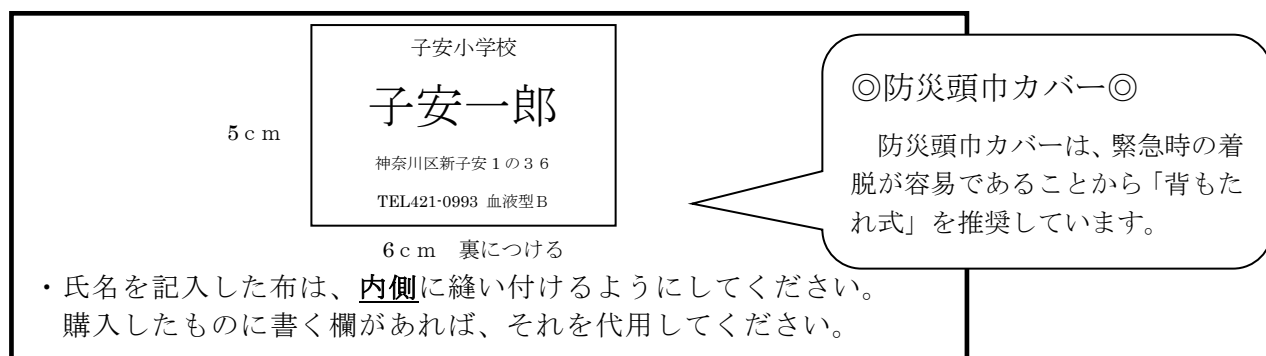 子安小学校
子安一郎
5ｃｍ
神奈川区新子安１の３６
TEL421-0993 血液型Ｂ
6ｃｍ　裏につける
・氏名を記入した布は、内側に縫い付けるようにしてください。
購入したものに書く欄があれば、それを代用してください。
◎防災頭巾カバー◎
防災頭巾カバーは、緊急時の着
脱が容易であることから「背もた
れ式」を推奨しています。